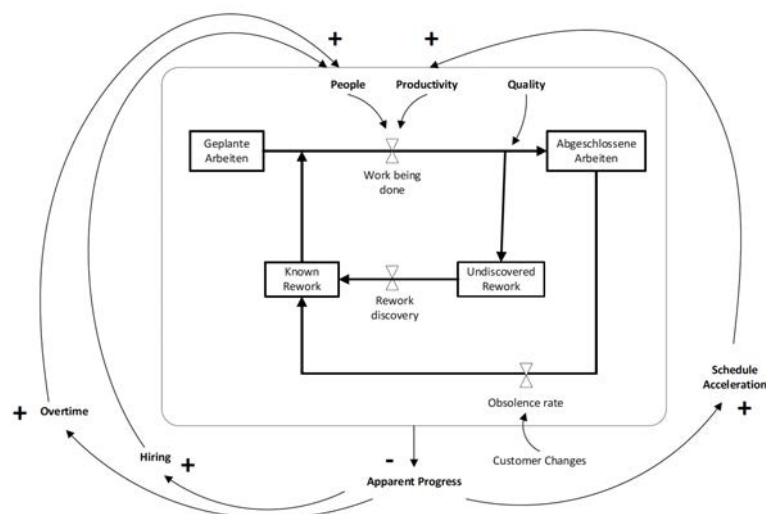 + +
People Productivity Quality
Geplante
Arbeiten
Abgeschlossene
Arbeiten
Work being
done
Known
Rework
Undiscovered
Rework
Rework
discovery
Schedule
Acceleration
+
Obsolence rate
+ Overtime
Hiring +
-
Customer Changes
Apparent Progress